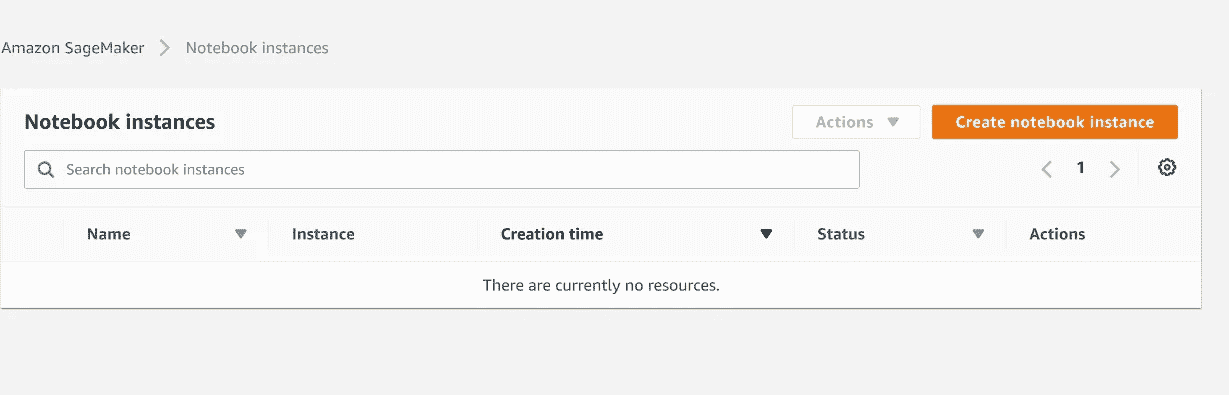 Amazon SageMaker > Notebook instances
Notebook instances
Actions
Create notebook instance
Search notebook instances
1
Name Instance Creation time Status Actions
There are currently no resources.